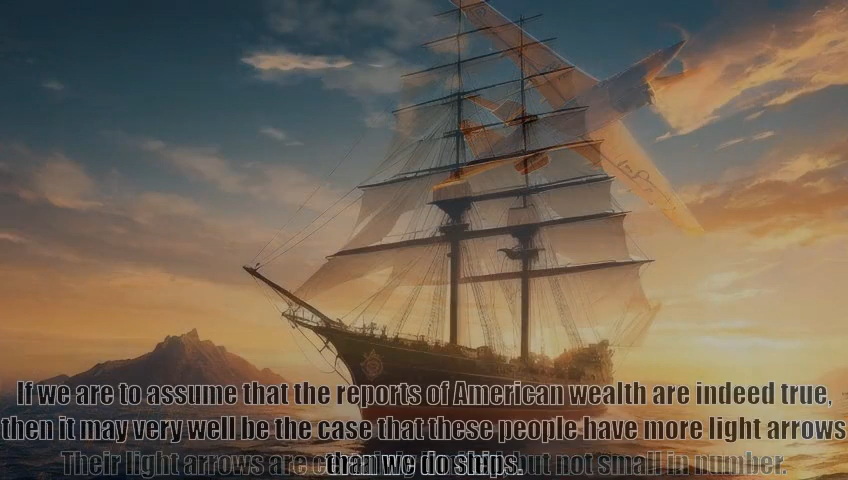 If we are to assume that the reports of American wealth are indeed true,
then it may very well be the case that these people have more light arrows
than we do ships.
Their light arrows are but not small in number.